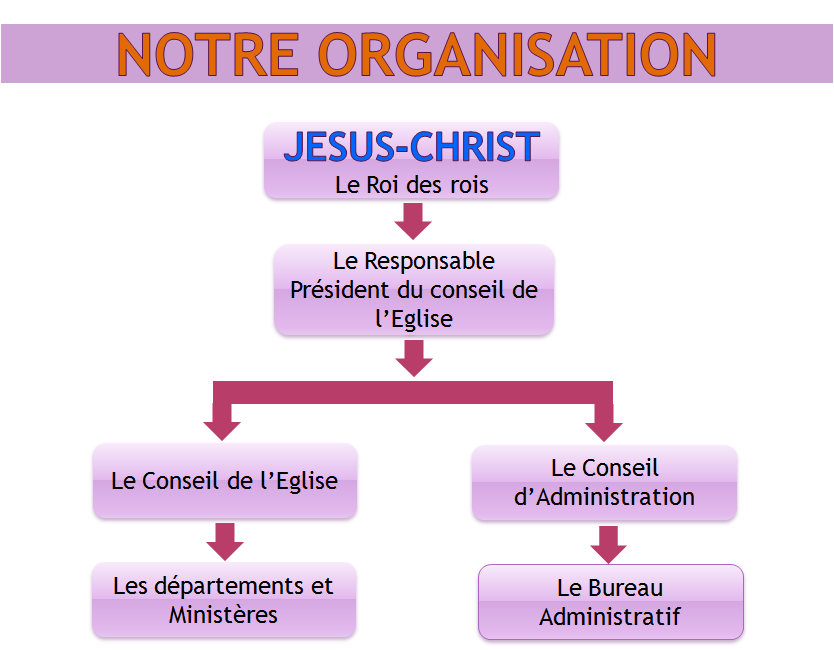 NOTRE ORGANISATION
JESUS-CHRIST
Le Roi des rois
Le Responsable
Président du conseil de
l’Eglise
Le Conseil de l’Eglise
Le Conseil
d’Administration
Les départements et
Ministères
Le Bureau
Administratif